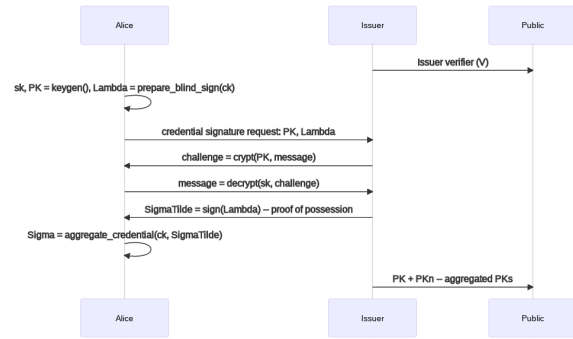 Alice
Issuer
Public
Issuer verifier (V)
sk, PK = keygen(), Lambda = prepare_blind_sign(ck)
credential signature request: PK, Lambda
challenge = crypt(PK, message)
message = decrypt(sk, challenge)
SigmaTilde = sign(Lambda) – proof of possession
Sigma = aggregate_credential(ck, SigmaTilde)
PK + PKn – aggregated PKs
Alice
Issuer
Public